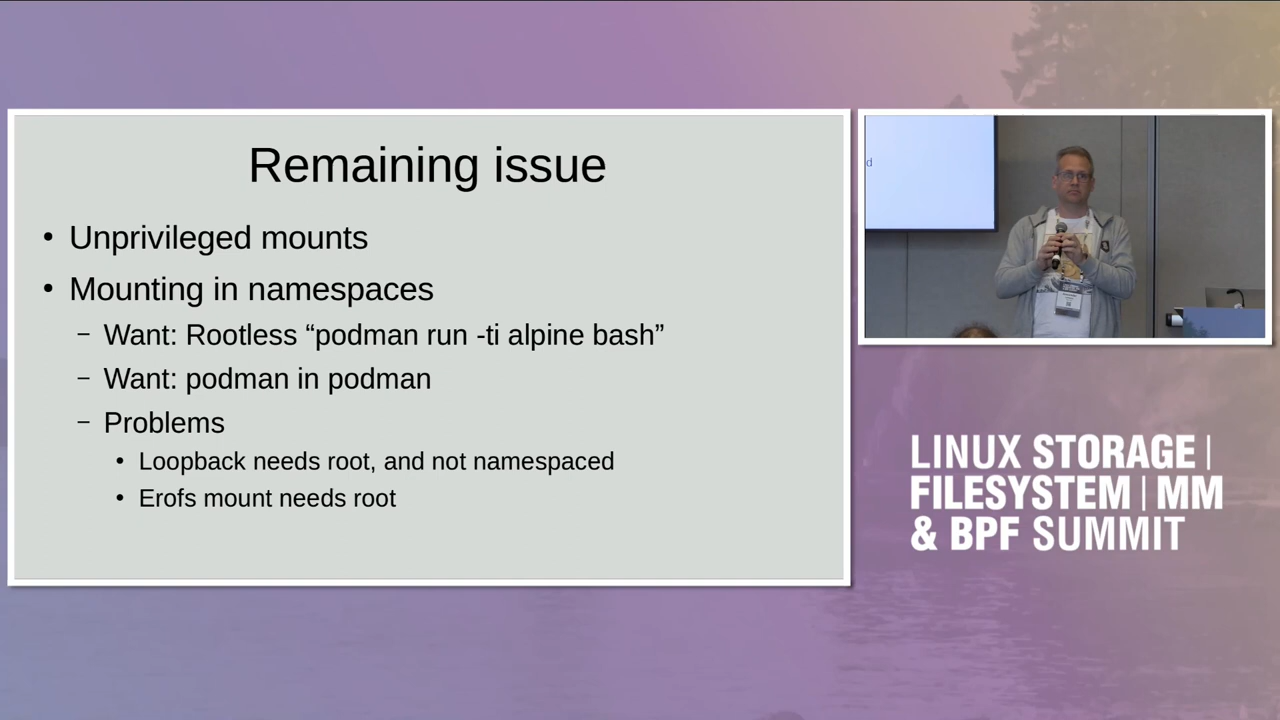 Remaining issue
• Unprivileged mounts
• Mounting in namespaces
– Want: Rootless “podman run -ti alpine bash”
– Want: podman in podman
– Problems
• Loopback needs root, and not namespaced
• Erofs mount needs root
d
LINUX STORAGE |
FILESYSTEM | MM
& BPF SUMMIT